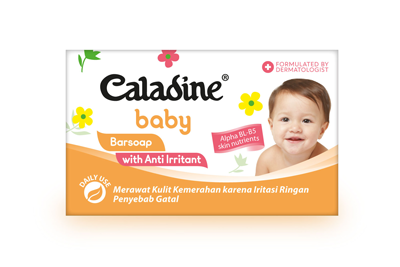 FORMULATED BY
DERMATOLOGIST
Caladine®
baby
Barsoap
with Anti Irritant
Alpha BL-B5
skin nutrients
DAILY USE
Merawat Kulit Kemerahan karena Iritasi Ringan
Penyebab Gatal